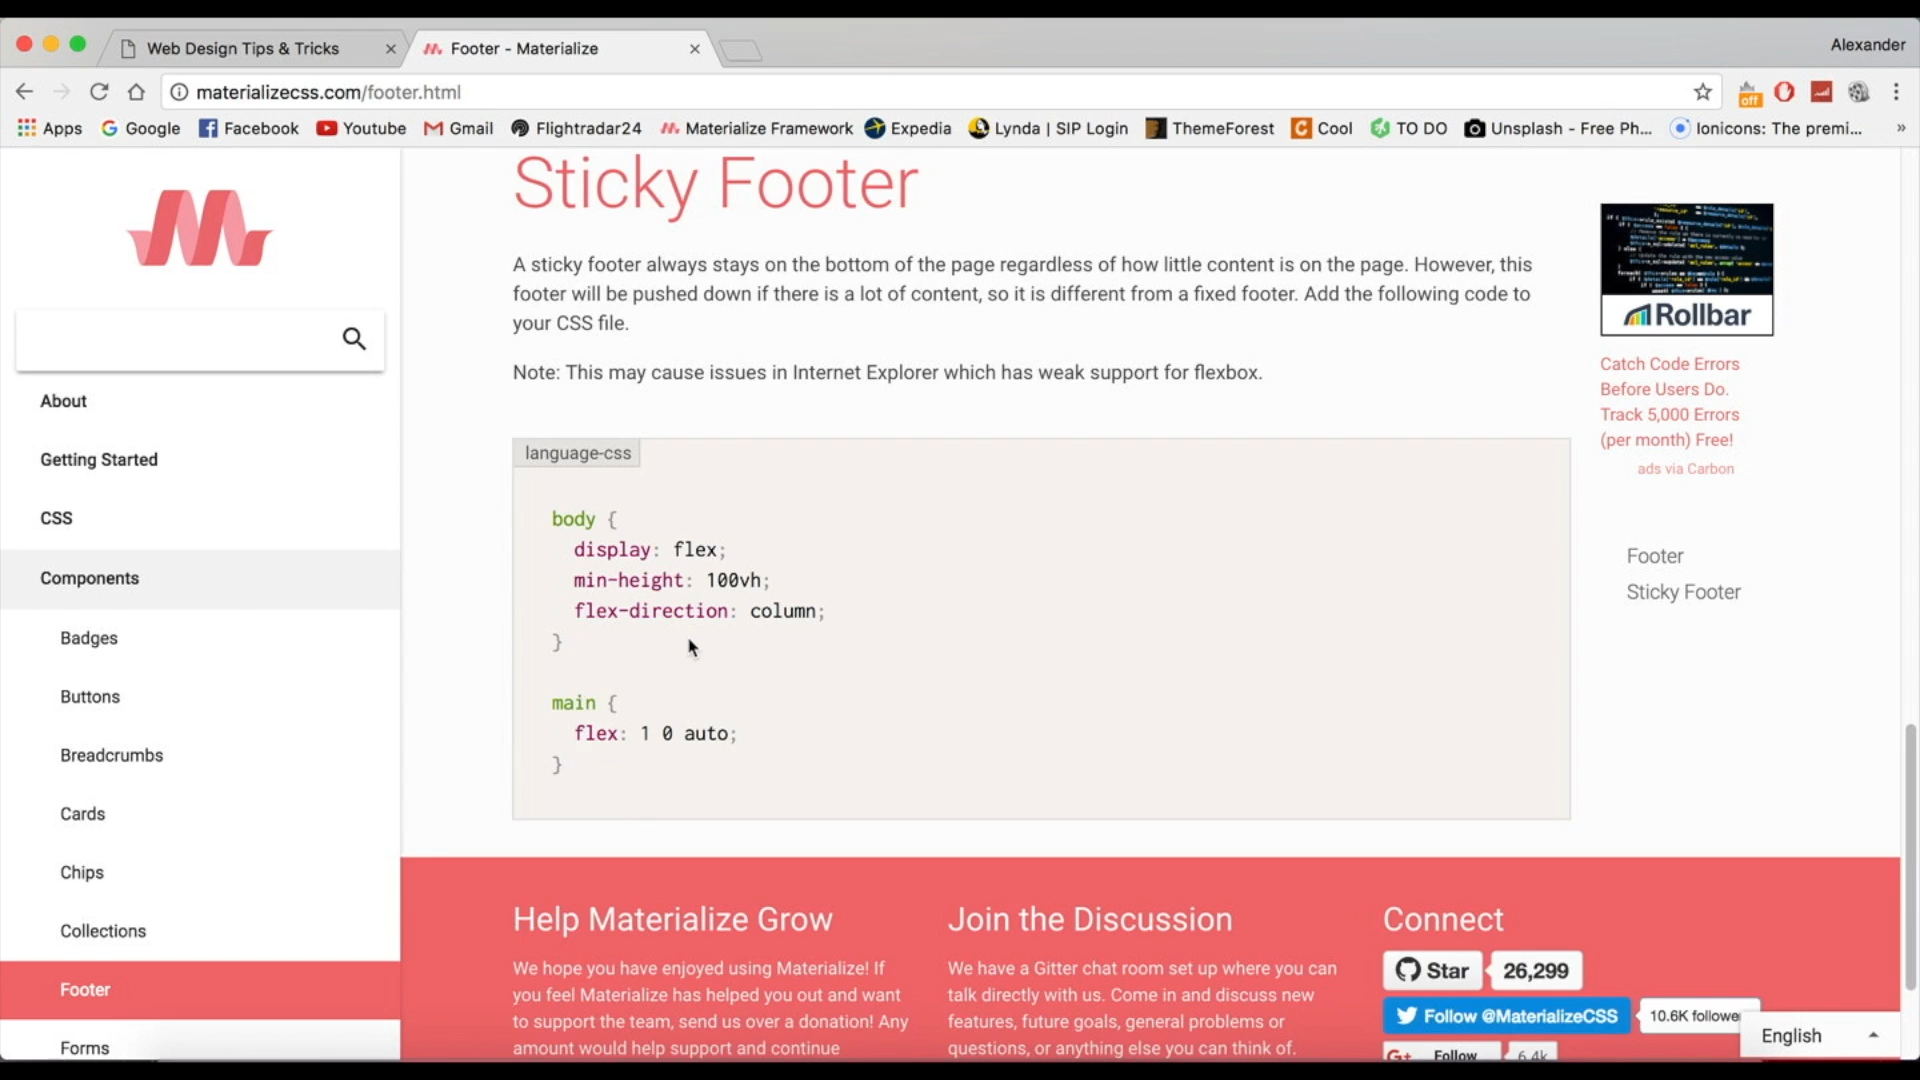 Web Design Tips & Tricks
Footer - Materialize
Alexander
materializecss.com/footer.html
off
Apps Google Facebook Youtube Gmail Flightradar24 Materialize Framework Expedia Lynda | SIP Login ThemeForest Cool TO DO Unsplash - Free Ph... Ionicons: The premi... »
About
Getting Started
CSS
Components
Badges
Buttons
Breadcrumbs
Cards
Chips
Collections
Footer
Forms
Sticky Footer
A sticky footer always stays on the bottom of the page regardless of how little content is on the page. However, this
footer will be pushed down if there is a lot of content, so it is different from a fixed footer. Add the following code to
your CSS file.
Note: This may cause issues in Internet Explorer which has weak support for flexbox.
language-css
body {
display: flex;
min-height: 100vh;
flex-direction: column;
}
main {
flex: 1 0 auto;
}
Rollbar
Catch Code Errors
Before Users Do.
Track 5,000 Errors
(per month) Free!
ads via Carbon
Footer
Sticky Footer
Help Materialize Grow
We hope you have enjoyed using Materialize! If
you feel Materialize has helped you out and want
to support the team, send us over a donation! Any
amount would help support and continue
Join the Discussion
We have a Gitter chat room set up where you can
talk directly with us. Come in and discuss new
features, future goals, general problems or
questions, or anything else you can think of.
Connect
Star 26,299
Follow @MaterializeCSS 10.6K followe
G+ Follow 6.4k
English